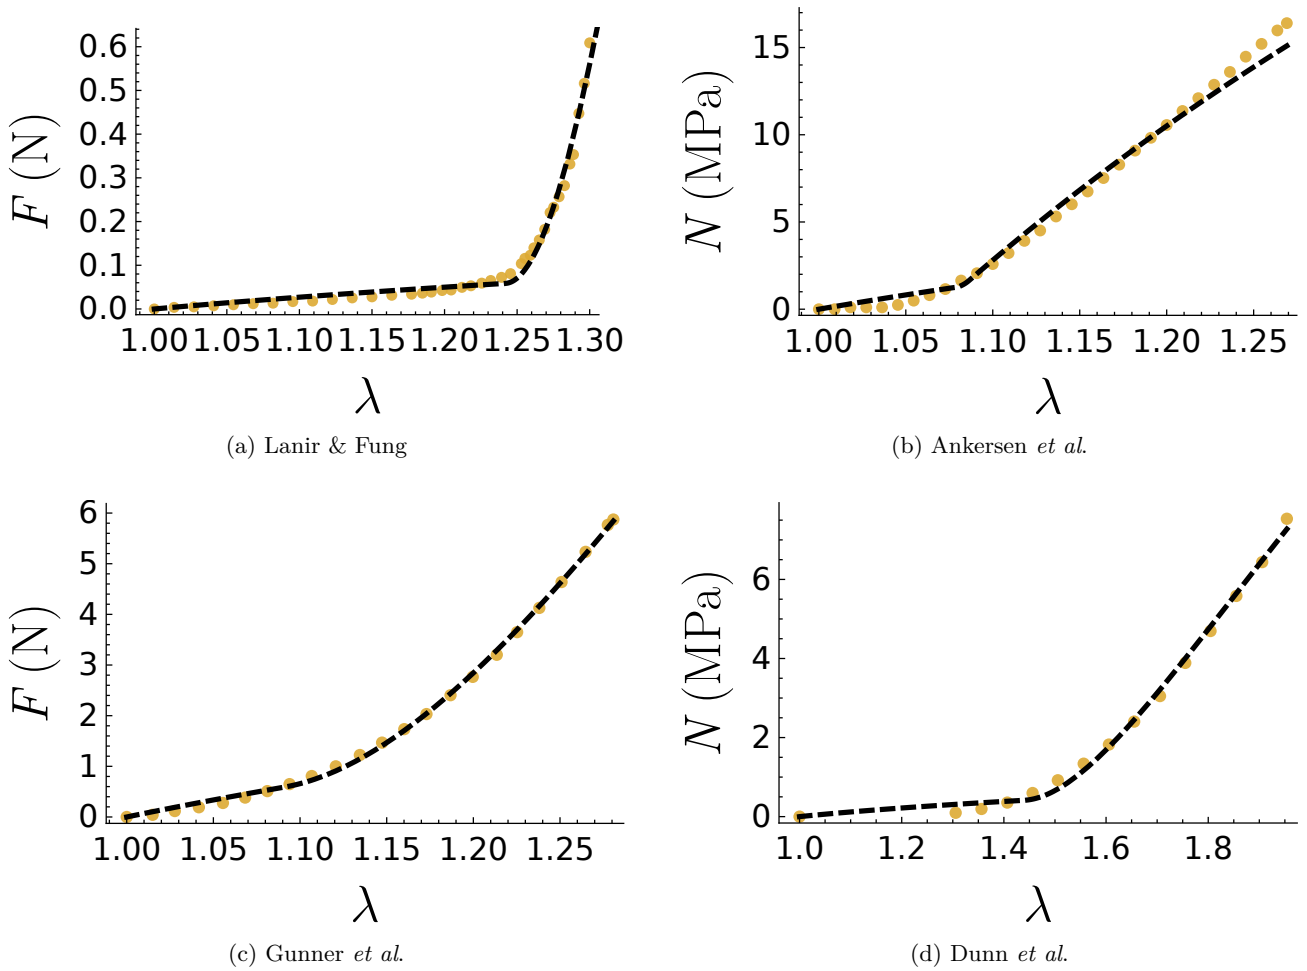 0.6
0.5
0.4
0.3
0.2
0.1
0.0
F (N)
1.00 1.05 1.10 1.15 1.20 1.25 1.30
λ
(a) Lanir & Fung
15
10
5
0
N (MPa)
1.00 1.05 1.10 1.15 1.20 1.25
λ
(b) Ankersen et al.
6
5
4
3
2
1
0
F (N)
1.00 1.05 1.10 1.15 1.20 1.25
λ
(c) Gunner et al.
6
4
2
0
N (MPa)
1.0 1.2 1.4 1.6 1.8
λ
(d) Dunn et al.